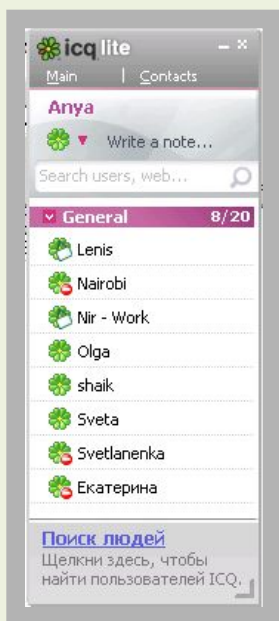 icq lite
Main | Contacts
Anya
Write a note...
Search users, web...
General 8/20
Lenis
Nairobi
Nir - Work
Olga
shaik
Sveta
Svetlanenka
Екатерина
Поиск людей
Щелкни здесь, чтобы
найти пользователей ICQ.